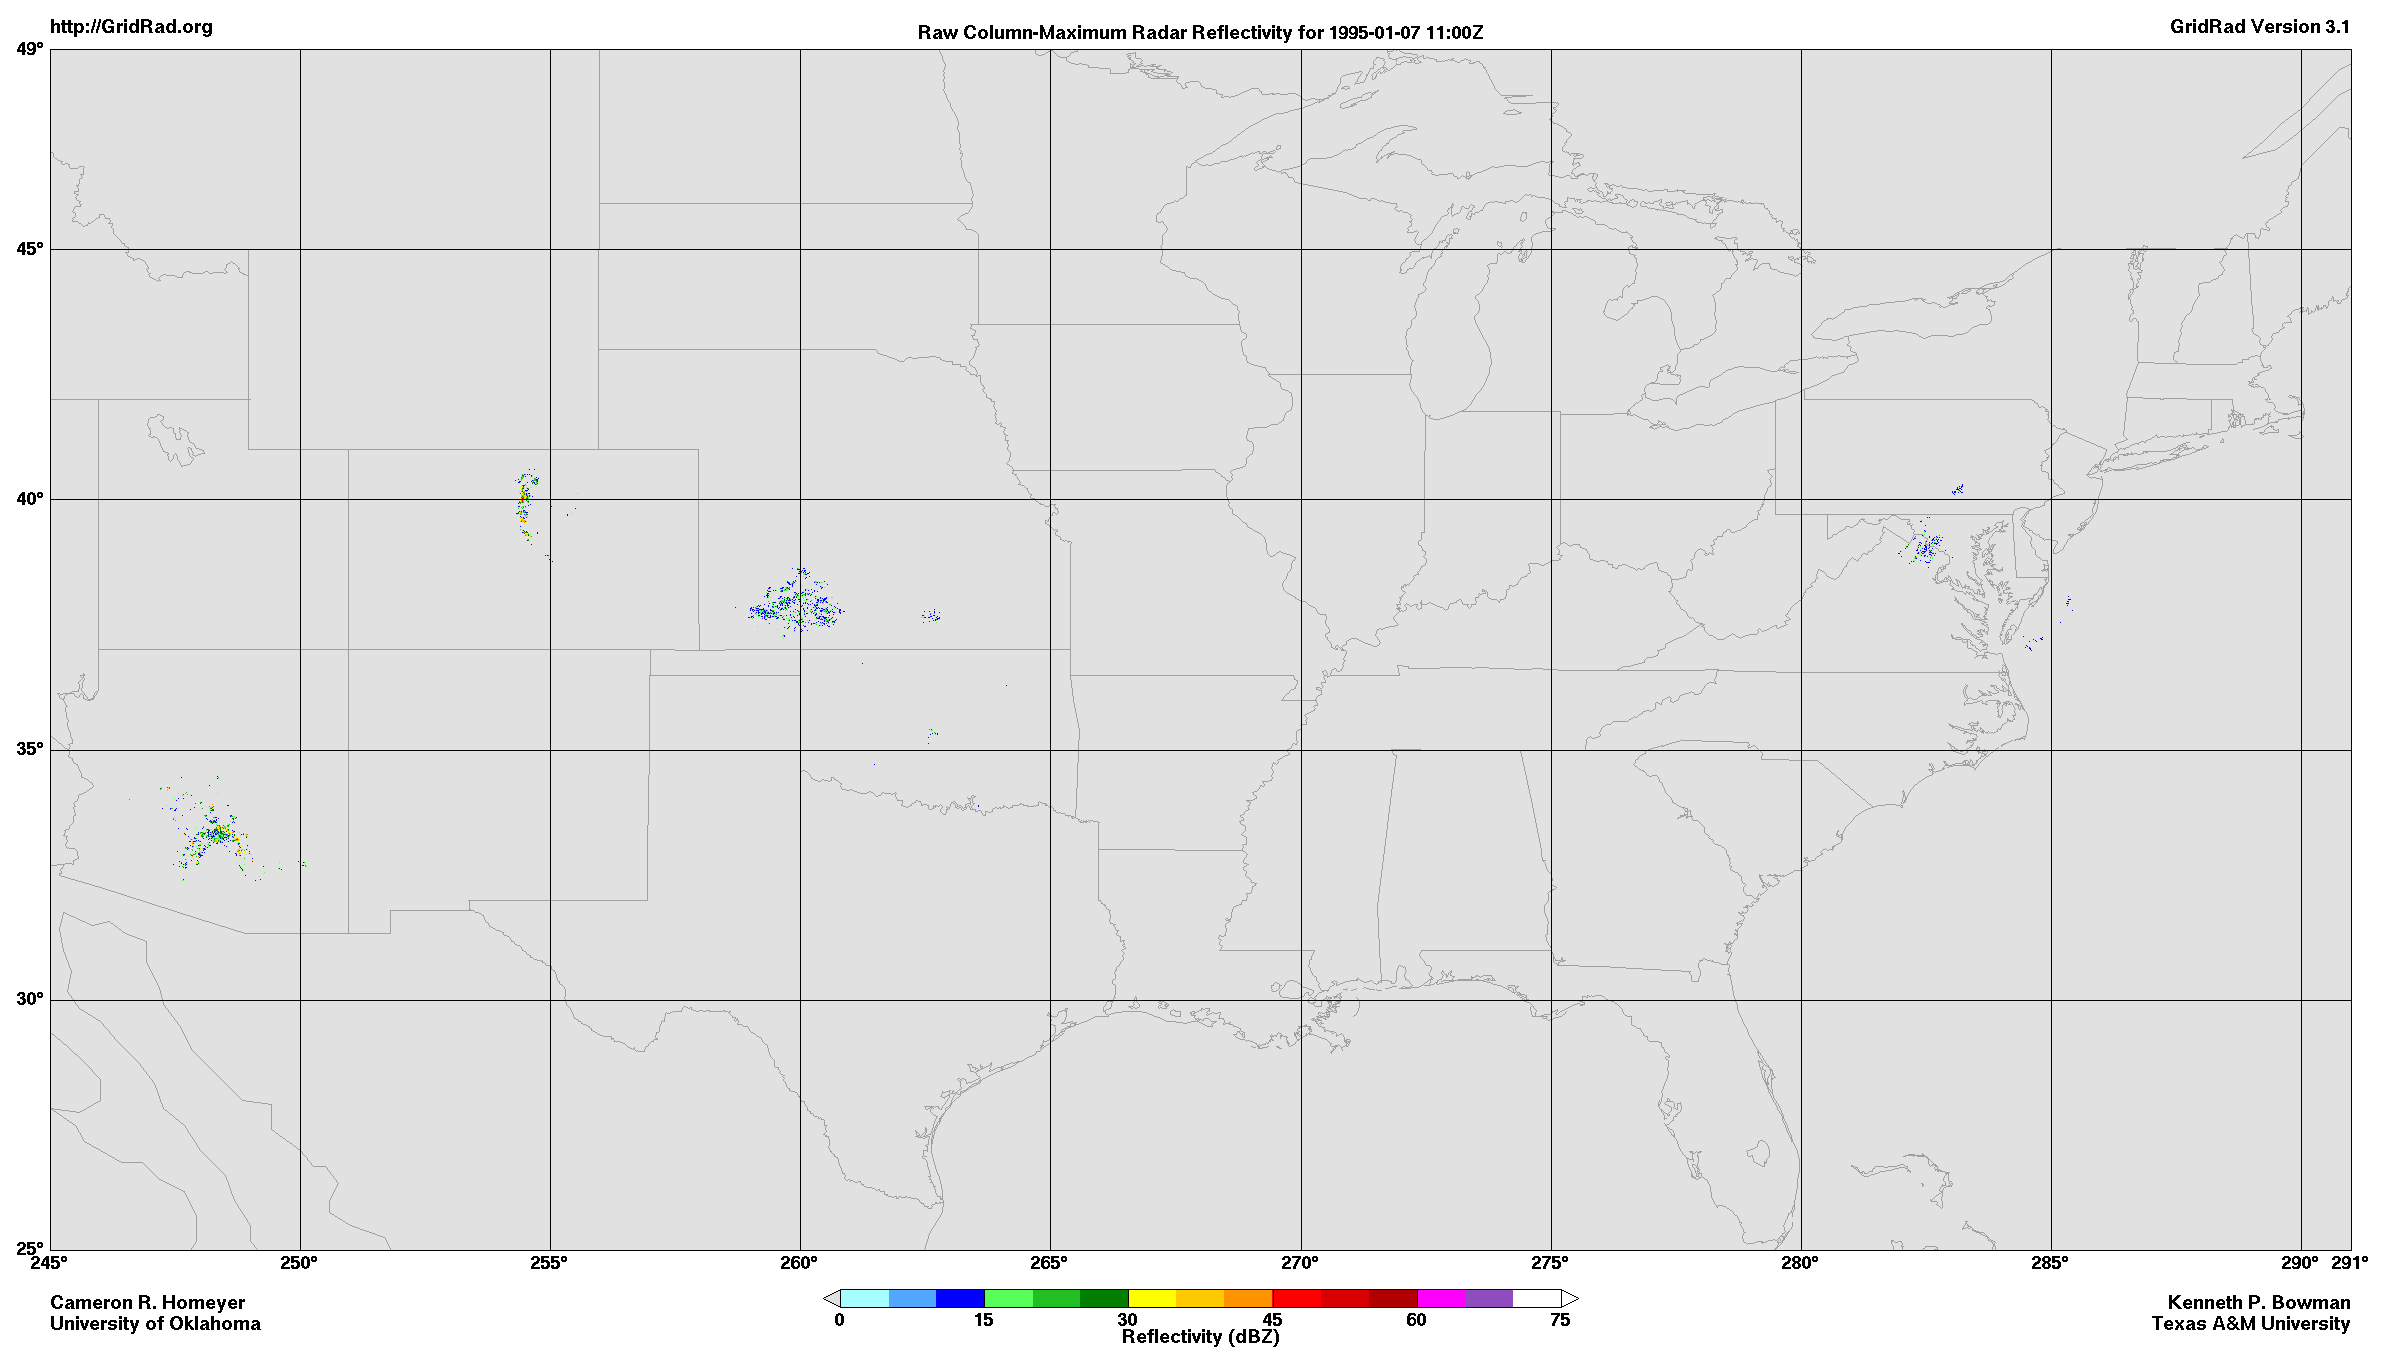 http://GridRad.org
Raw Column-Maximum Radar Reflectivity for 1995-01-07 11:00Z
GridRad Version 3.1
49°
45°
40°
35°
30°
25°
245° 250° 255° 260° 265° 270° 275° 280° 285° 290° 291°
0 15 30 45 60 75
Reflectivity (dBZ)
Cameron R. Homeyer
University of Oklahoma
Kenneth P. Bowman
Texas A&M University